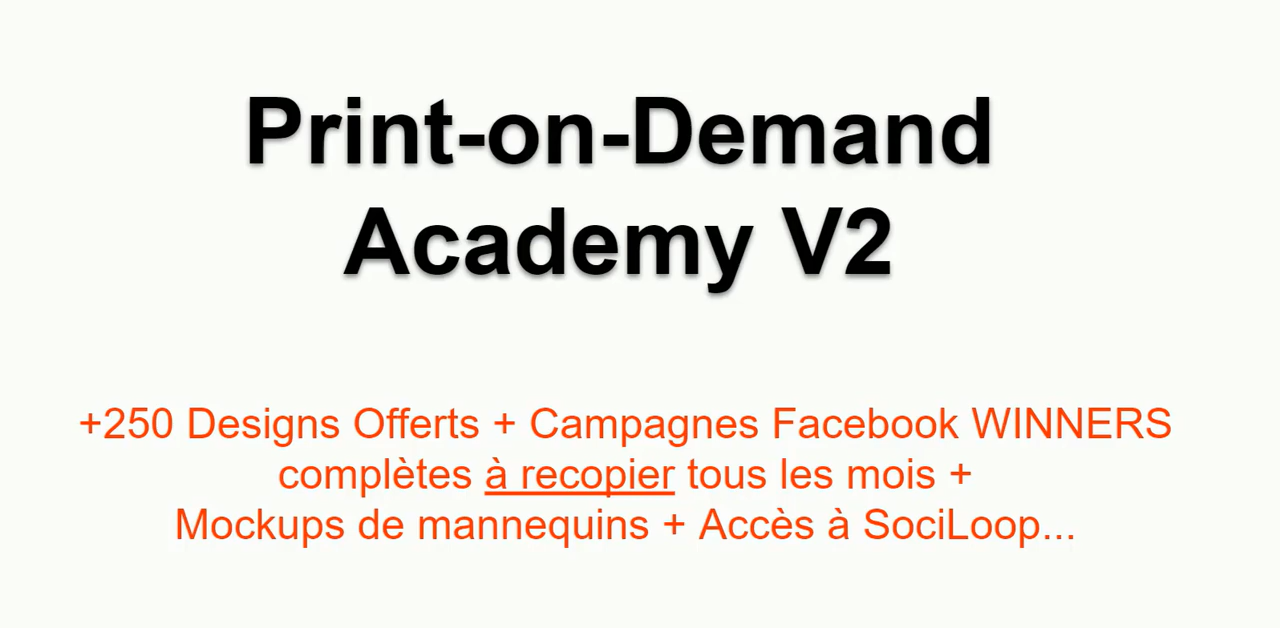 Print-on-Demand
Academy V2
+250 Designs Offerts + Campagnes Facebook WINNERS
complètes à recopier tous les mois +
Mockups de mannequins + Accès à SociLoop...